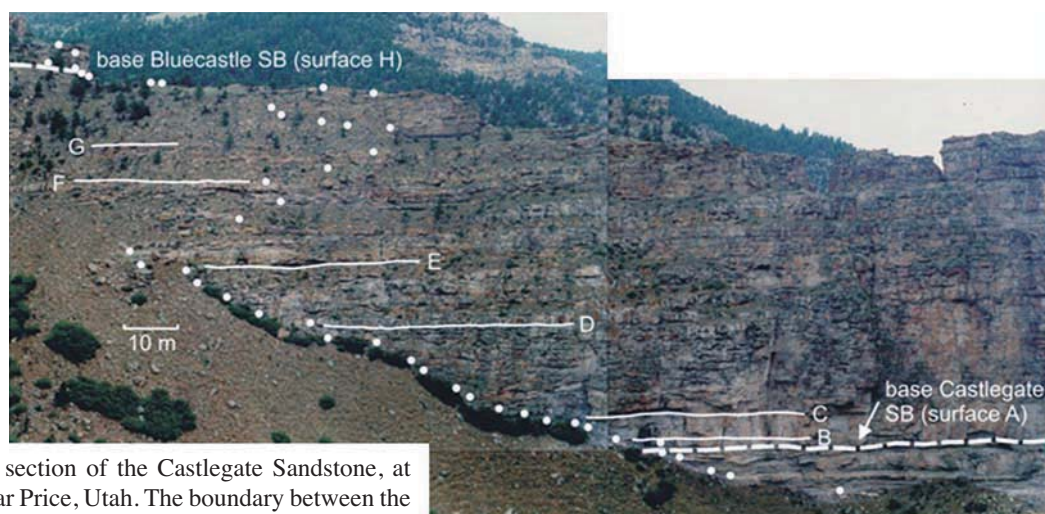 base Bluecastle SB (surface H)
G
F
E
10 m
D
base Castlegate
SB (surface A)
C
B
section of the Castlegate Sandstone, at
ar Price, Utah. The boundary between the